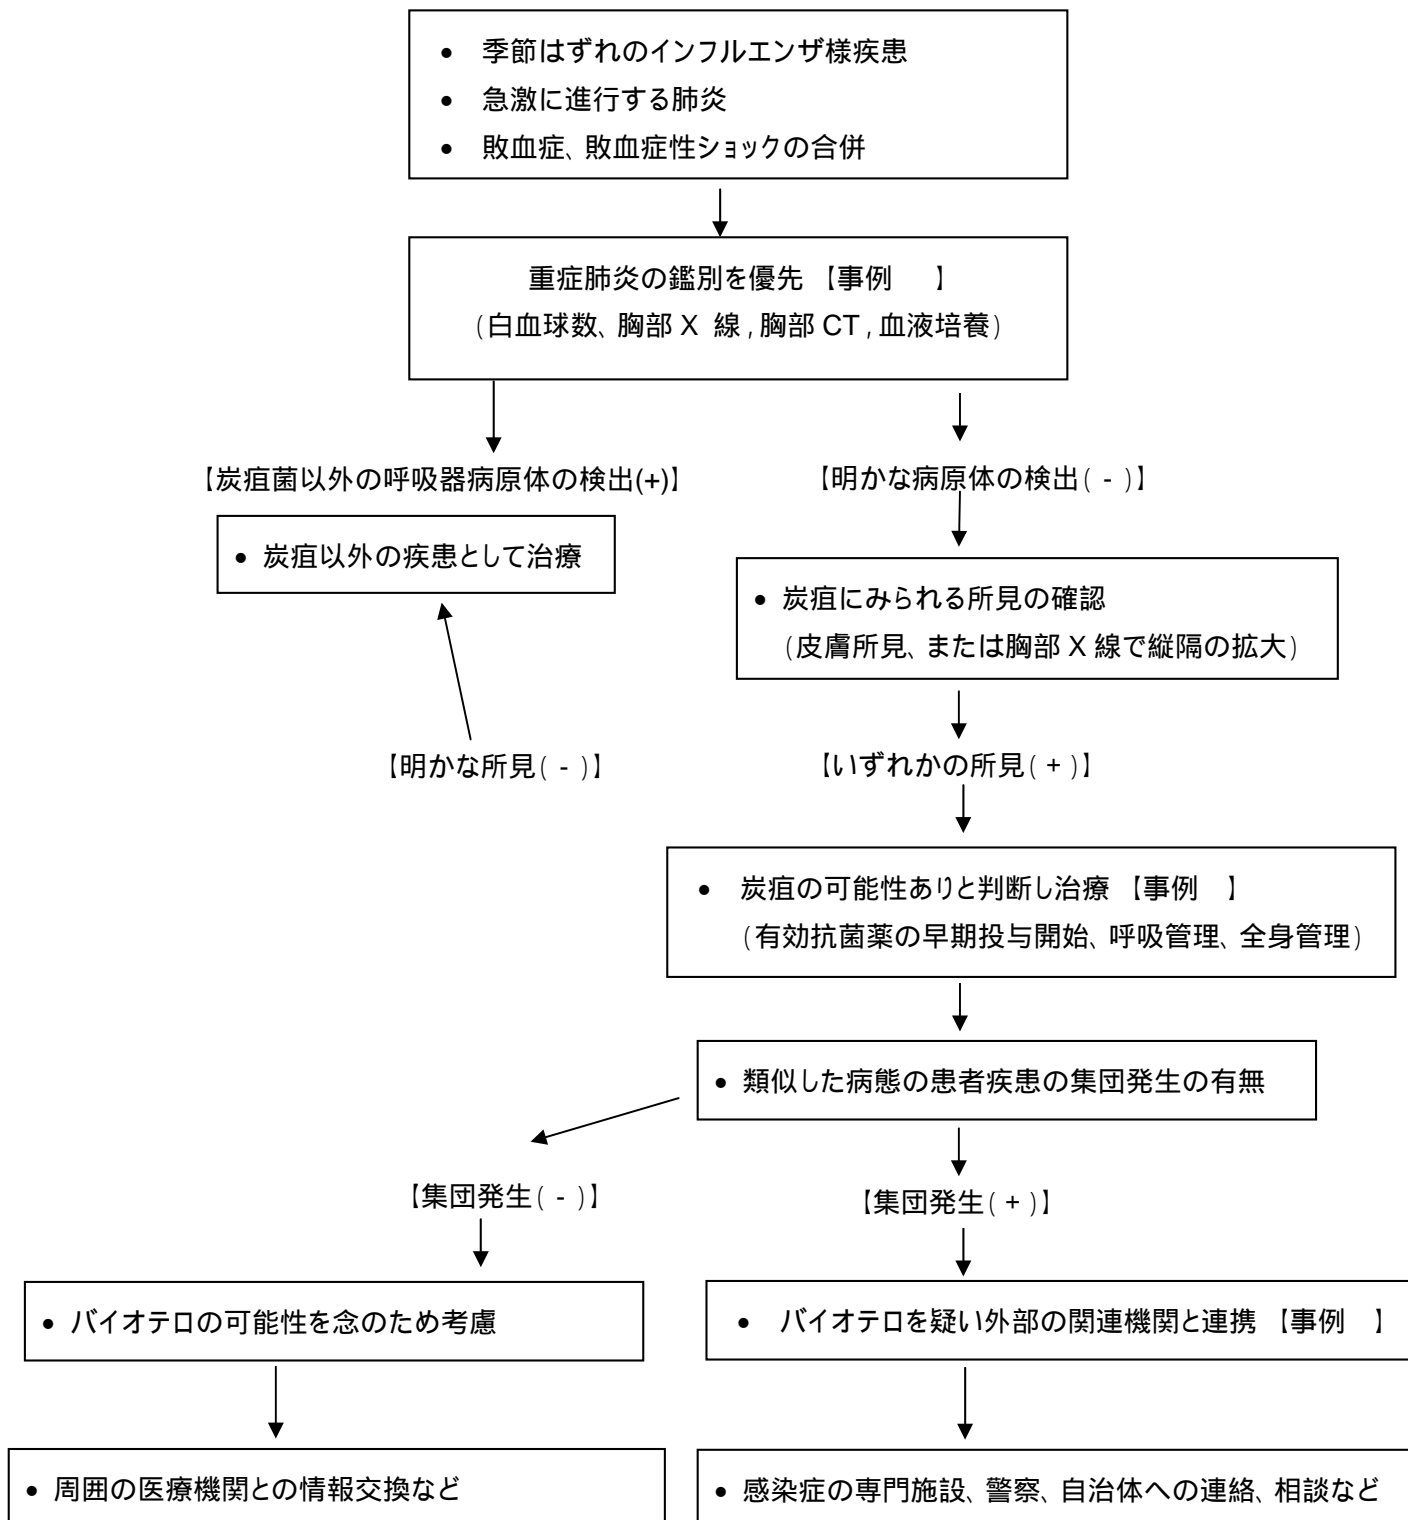 • 季節はずれのインフルエンザ様疾患
• 急激に進行する肺炎
• 敗血症、敗血症性ショックの合併
重症肺炎の鑑別を優先 【事例　】
(白血球数、胸部 X 線,胸部 CT,血液培養)
【炭疽菌以外の呼吸器病原体の検出(+)】
【明かな病原体の検出( - )】
• 炭疽以外の疾患として治療
• 炭疽にみられる所見の確認
(皮膚所見、または胸部 X 線で縦隔の拡大)
【明かな所見( - )】
【いずれかの所見( + )】
• 炭疽の可能性ありと判断し治療 【事例　】
(有効抗菌薬の早期投与開始、呼吸管理、全身管理)
• 類似した病態の患者疾患の集団発生の有無
【集団発生( - )】
【集団発生( + )】
• バイオテロの可能性を念のため考慮
• バイオテロを疑い外部の関連機関と連携 【事例　】
• 周囲の医療機関との情報交換など
• 感染症の専門施設、警察、自治体への連絡、相談など